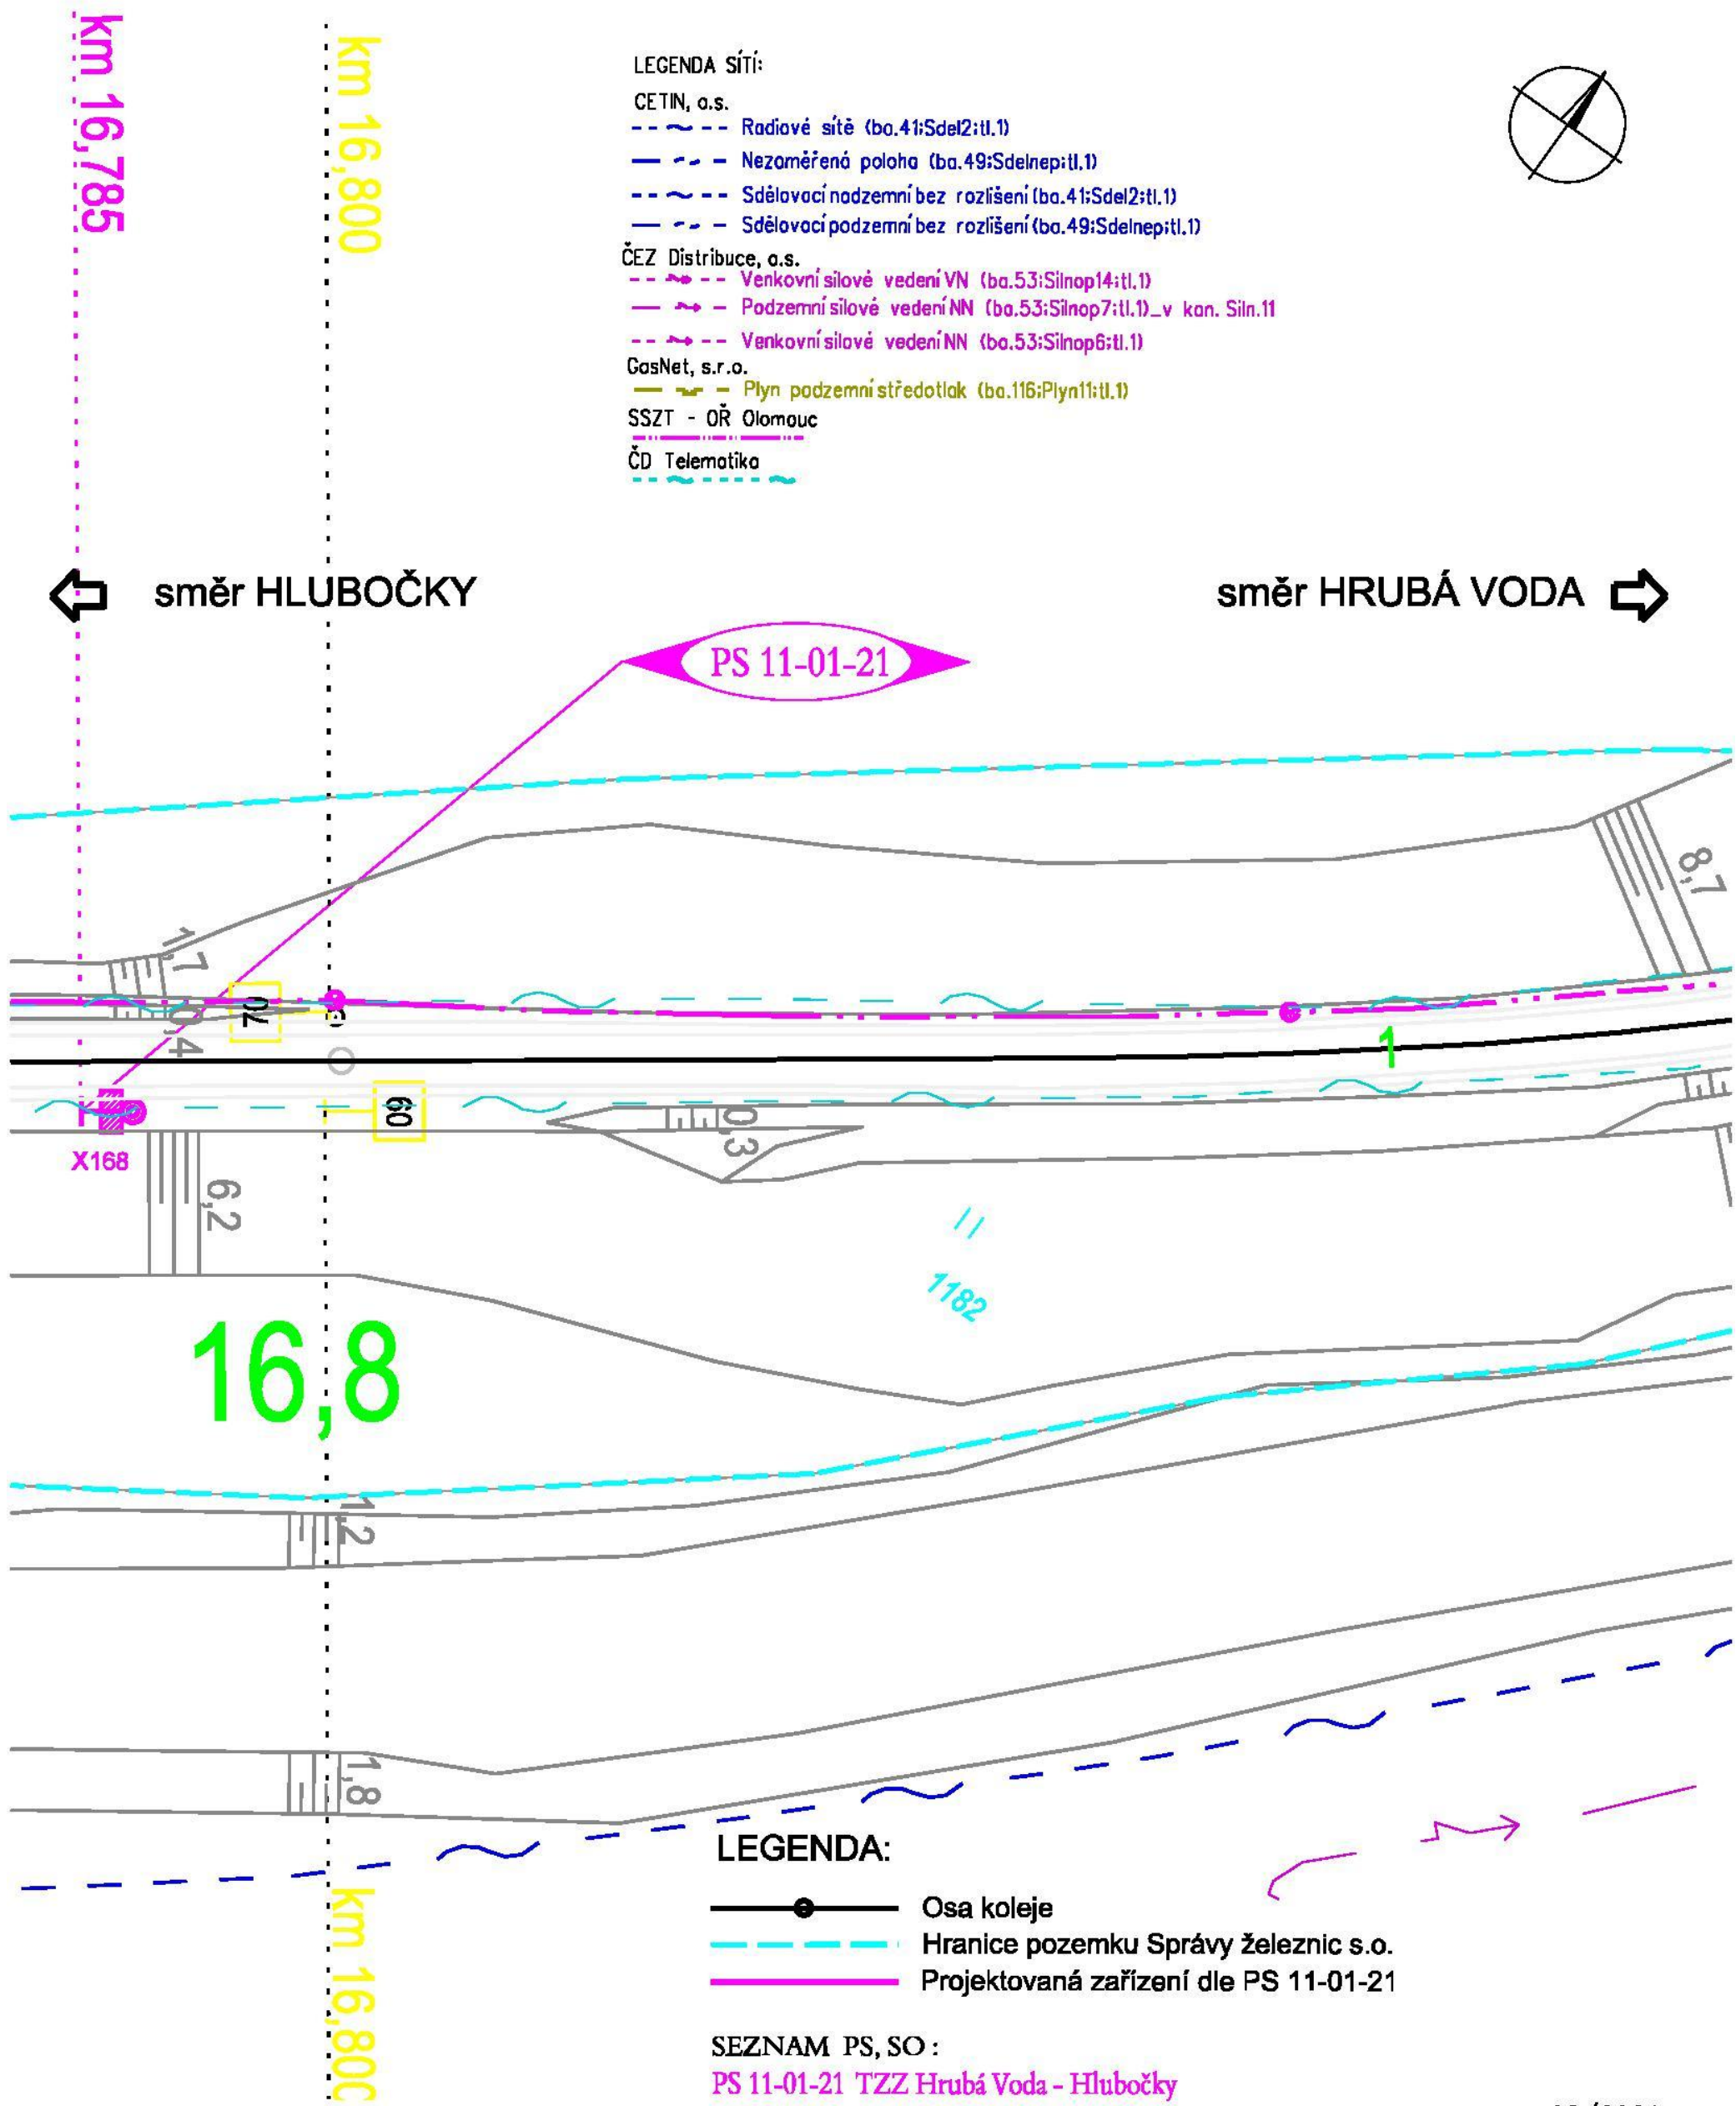 km 16,785
km 16,800
LEGENDA SÍTÍ:
CETIN, a.s.
Radiové sítě (ba.41;Sdel2;tl.1)
Nezaměřená poloha (ba.49;Sdelnep;tl.1)
Sdělovací nadzemní bez rozlišení (ba.41;Sdel2;tl.1)
Sdělovací podzemní bez rozlišení (ba.49;Sdelnep;tl.1)
ČEZ Distribuce, a.s.
Venkovní silové vedení VN (ba.53;Silnop14;tl.1)
Podzemní silové vedení NN (ba.53;Silnop7;tl.1)_v kan. Siln.11
Venkovní silové vedení NN (ba.53;Silnop6;tl.1)
GasNet, s.r.o.
Plyn podzemní středotlak (ba.116;Plyn11;tl.1)
SSZT - OŘ Olomouc
ČD Telematika
směr HLUBOČKY
směr HRUBÁ VODA
PS 11-01-21
8,7
1,7
70
0,4
1
60
X168
0,3
6,2
1182
16,8
1,2
1,8
LEGENDA:
Osa koleje
Hranice pozemku Správy železnic s.o.
Projektovaná zařízení dle PS 11-01-21
km 16,800
SEZNAM PS, SO :
PS 11-01-21 TZZ Hrubá Voda - Hlubočky